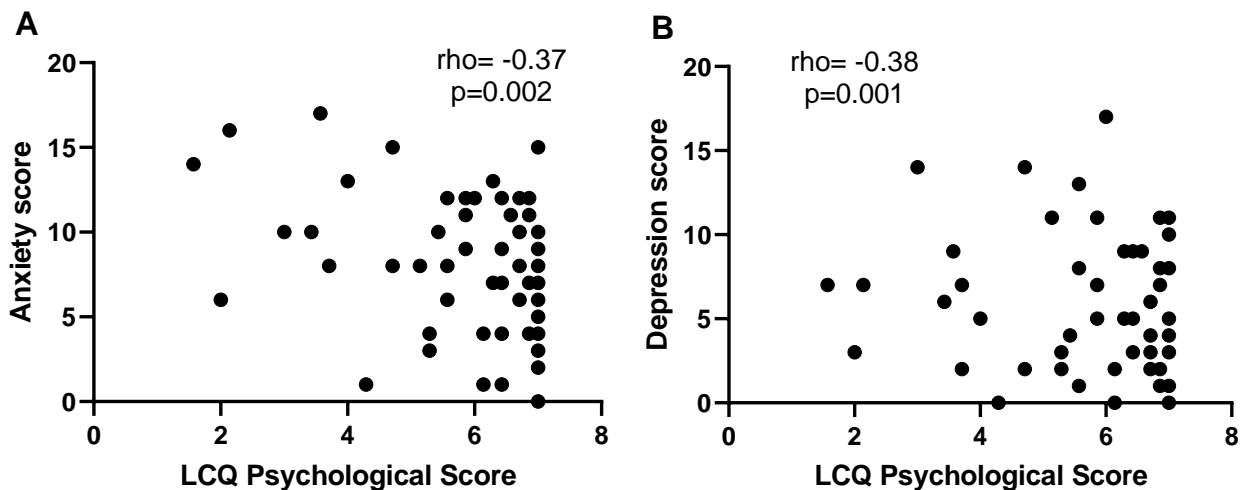 A
rho= -0.37
p=0.002
20
15
10
5
0
Anxiety score
0
2
4
6
8
LCQ Psychological Score
B
rho= -0.38
p=0.001
20
15
10
5
0
Depression score
0
2
4
6
8
LCQ Psychological Score